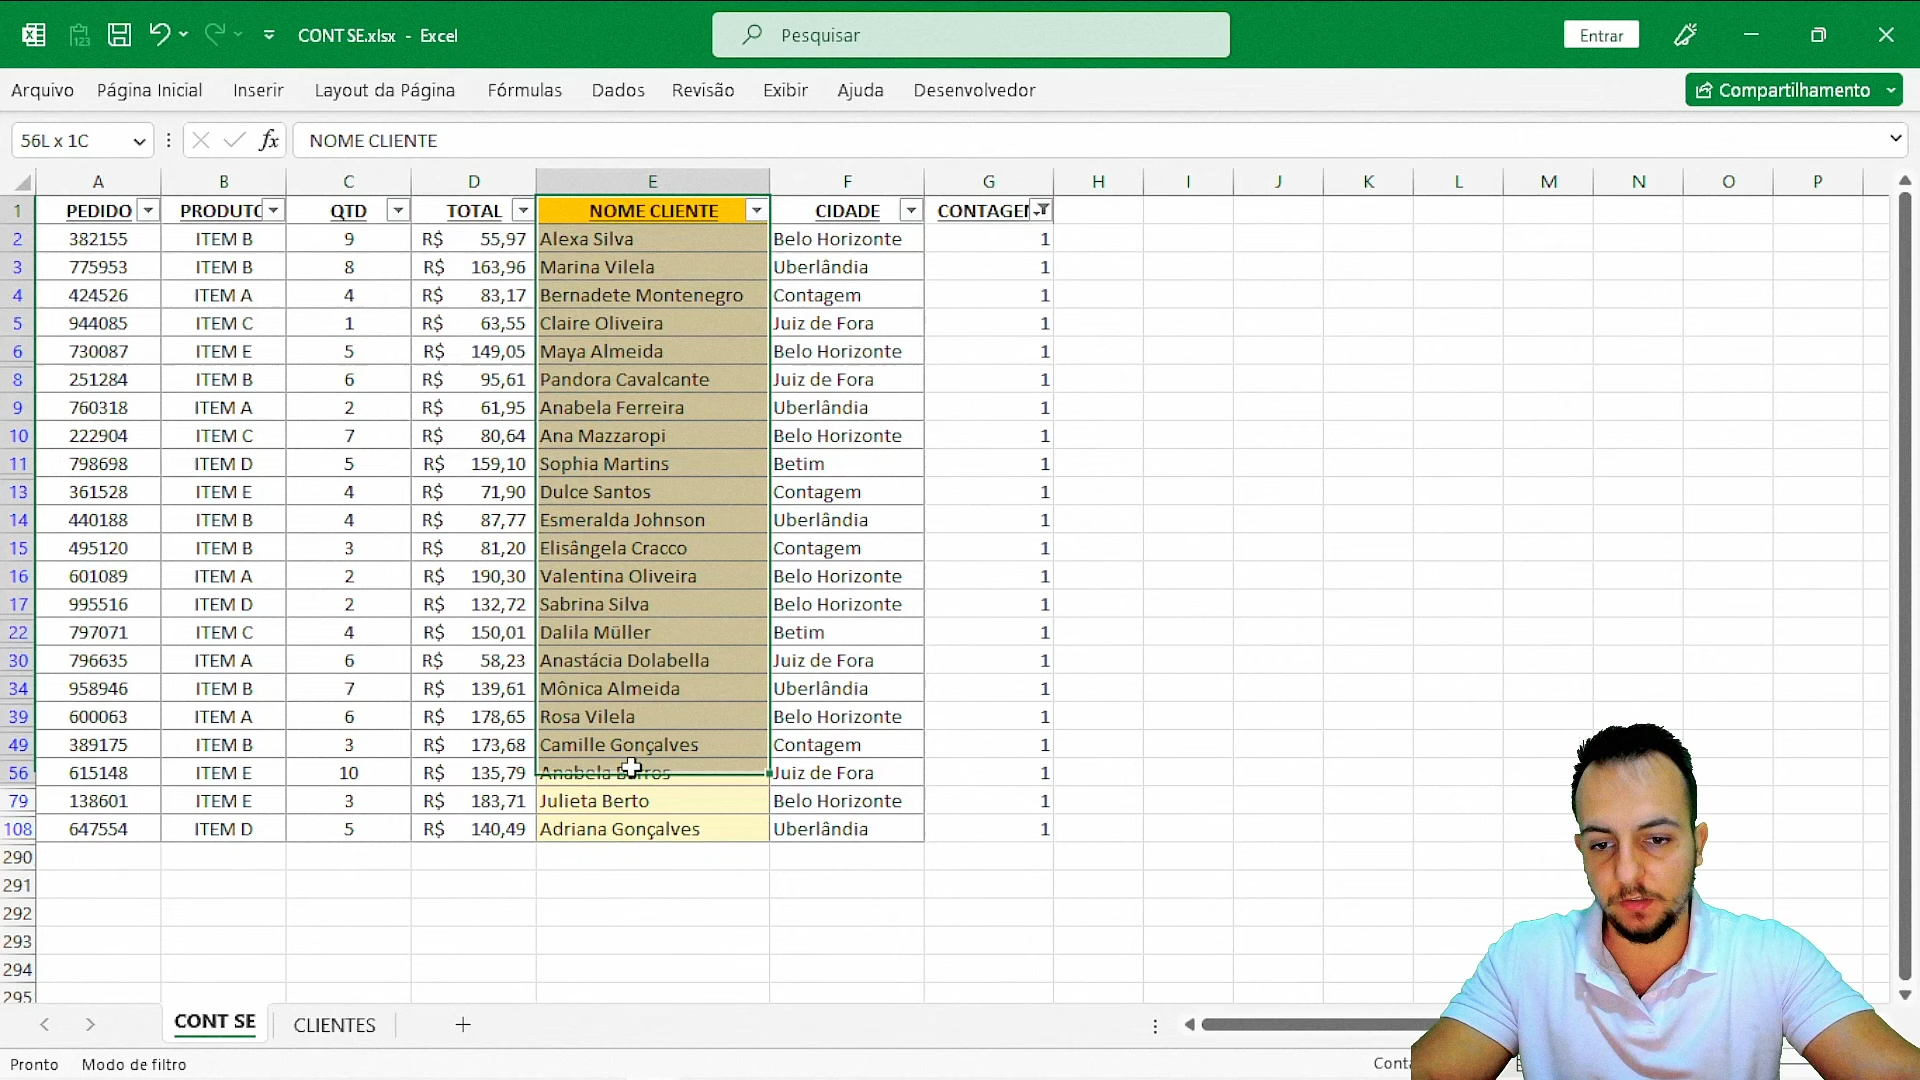 CONT SE.xlsx - Excel
Pesquisar
Entrar
Arquivo Página Inicial Inserir Layout da Página Fórmulas Dados Revisão Exibir Ajuda Desenvolvedor
Compartilhamento
56L x 1C
fx NOME CLIENTE
A B C D E F G H I J K L M N O P
1 PEDIDO PRODUTO QTD TOTAL NOME CLIENTE CIDADE CONTAGEM
2 382155 ITEM B 9 R$ 55,97 Alexa Silva Belo Horizonte 1
3 775953 ITEM B 8 R$ 163,96 Marina Vilela Uberlândia 1
4 424526 ITEM A 4 R$ 83,17 Bernadete Montenegro Contagem 1
5 944085 ITEM C 1 R$ 63,55 Claire Oliveira Juiz de Fora 1
6 730087 ITEM E 5 R$ 149,05 Maya Almeida Belo Horizonte 1
8 251284 ITEM B 6 R$ 95,61 Pandora Cavalcante Juiz de Fora 1
9 760318 ITEM A 2 R$ 61,95 Anabela Ferreira Uberlândia 1
10 222904 ITEM C 7 R$ 80,64 Ana Mazzaropi Belo Horizonte 1
11 798698 ITEM D 5 R$ 159,10 Sophia Martins Betim 1
13 361528 ITEM E 4 R$ 71,90 Dulce Santos Contagem 1
14 440188 ITEM B 4 R$ 87,77 Esmeralda Johnson Uberlândia 1
15 495120 ITEM B 3 R$ 81,20 Elisângela Cracco Contagem 1
16 601089 ITEM A 2 R$ 190,30 Valentina Oliveira Belo Horizonte 1
17 995516 ITEM D 2 R$ 132,72 Sabrina Silva Belo Horizonte 1
22 797071 ITEM C 4 R$ 150,01 Dalila Müller Betim 1
30 796635 ITEM A 6 R$ 58,23 Anastácia Dolabella Juiz de Fora 1
34 958946 ITEM B 7 R$ 139,61 Mônica Almeida Uberlândia 1
39 600063 ITEM A 6 R$ 178,65 Rosa Vilela Belo Horizonte 1
49 389175 ITEM B 3 R$ 173,68 Camille Gonçalves Contagem 1
56 615148 ITEM E 10 R$ 135,79 Anabela Barros Juiz de Fora 1
79 138601 ITEM E 3 R$ 183,71 Julieta Berto Belo Horizonte 1
108 647554 ITEM D 5 R$ 140,49 Adriana Gonçalves Uberlândia 1
290
291
292
293
294
295
CONT SE CLIENTES
Pronto Modo de filtro